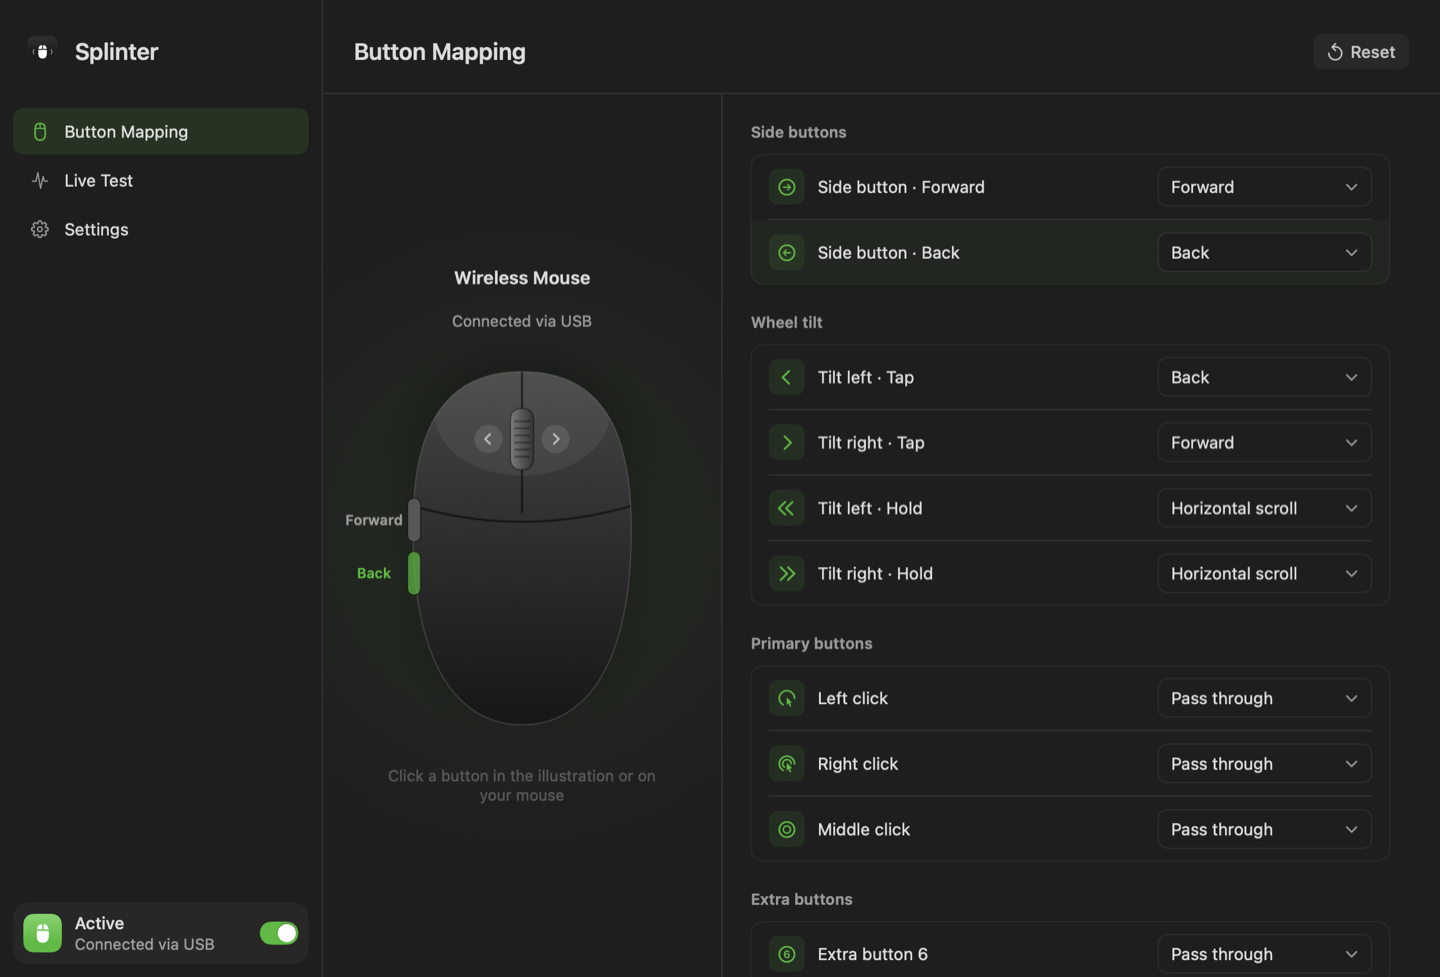 Splinter
Button Mapping
Live Test
Settings
Active
Connected via USB
Button Mapping
Reset
Wireless Mouse
Connected via USB
Forward
Back
Click a button in the illustration or on
your mouse
Side buttons
Side button · Forward
Forward
Side button · Back
Back
Wheel tilt
Tilt left · Tap
Back
Tilt right · Tap
Forward
Tilt left · Hold
Horizontal scroll
Tilt right · Hold
Horizontal scroll
Primary buttons
Left click
Pass through
Right click
Pass through
Middle click
Pass through
Extra buttons
6
Extra button 6
Pass through